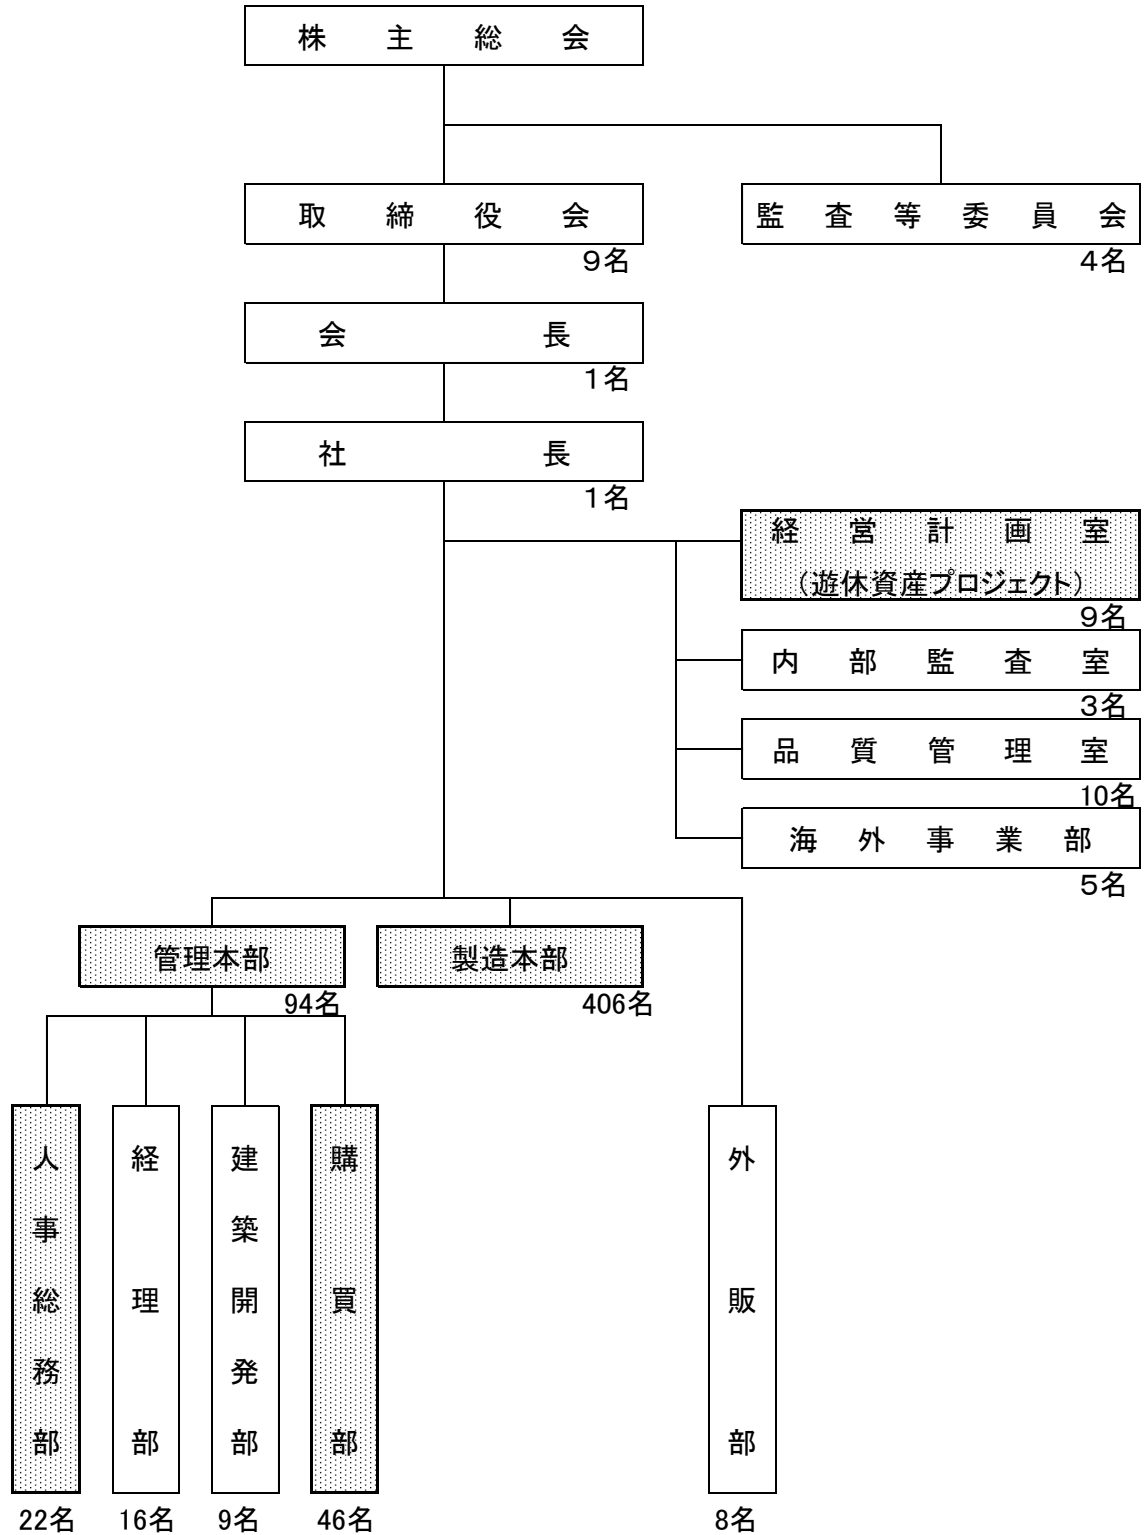 株主総会
取締役会
9名
監査等委員会
4名
会長
1名
社長
1名
経営計画室
(遊休資産プロジェクト)
9名
内部監査室
3名
品質管理室
10名
海外事業部
5名
管理本部
94名
製造本部
406名
人事総務部
22名
経理部
16名
建築開発部
9名
購買部
46名
外販部
8名